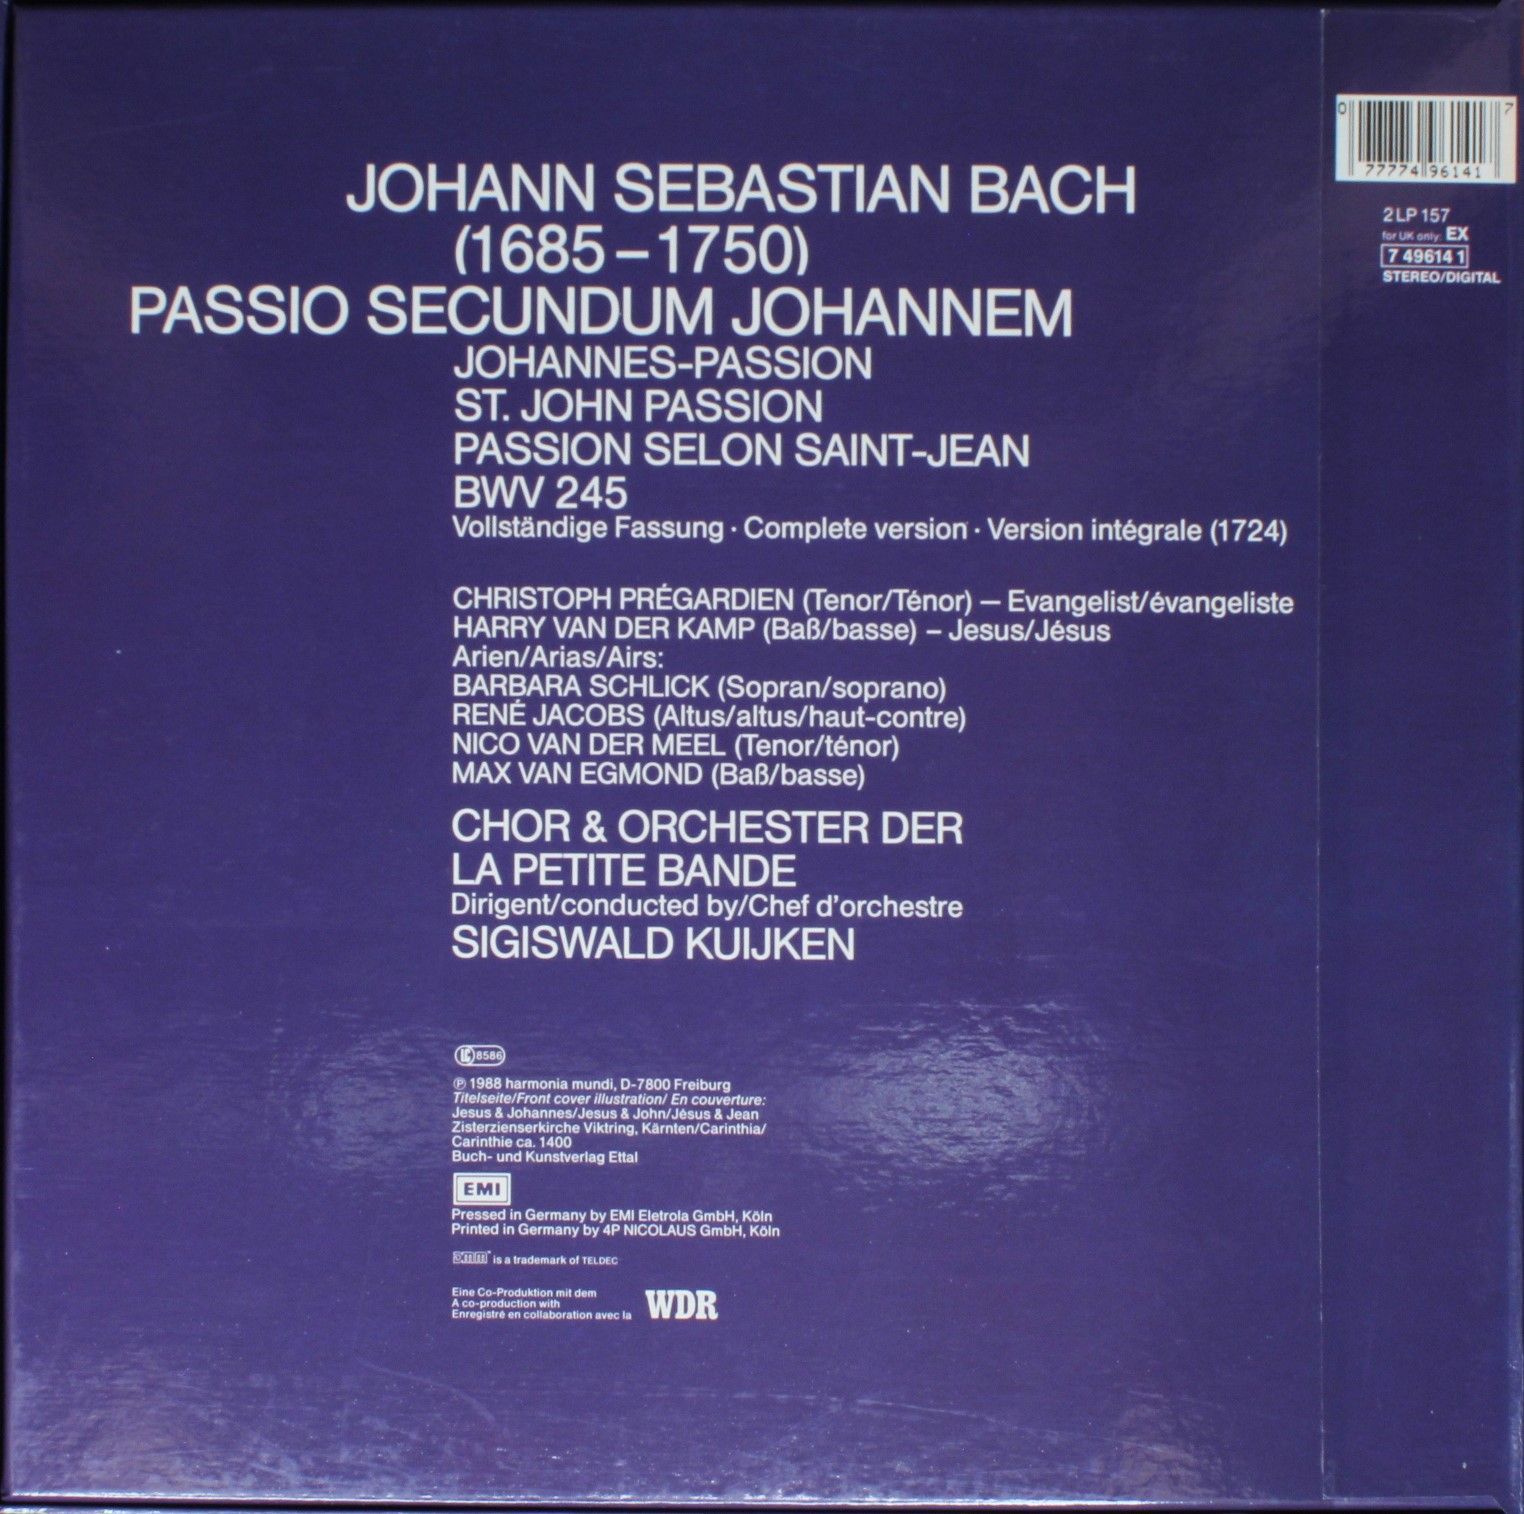 JOHANN SEBASTIAN BACH
(1685–1750)
PASSIO SECUNDUM JOHANNEM
JOHANNES-PASSION
ST. JOHN PASSION
PASSION SELON SAINT-JEAN
BWV 245
Vollständige Fassung · Complete version · Version intégrale (1724)
CHRISTOPH PRÉGARDIEN (Tenor/Ténor) – Evangelist/évangeliste
HARRY VAN DER KAMP (Baß/basse) – Jesus/Jésus
Arien/Arias/Airs:
BARBARA SCHLICK (Sopran/soprano)
RENÉ JACOBS (Altus/altus/haut-contre)
NICO VAN DER MEEL (Tenor/ténor)
MAX VAN EGMOND (Baß/basse)
CHOR & ORCHESTER DER
LA PETITE BANDE
Dirigent/conducted by/Chef d'orchestre
SIGISWALD KUIJKEN
LC 8586
℗ 1988 harmonia mundi, D-7800 Freiburg
Titelseite/Front cover illustration/ En couverture:
Jesus & Johannes/Jesus & John/Jésus & Jean
Zisterzienserkirche Viktring, Kärnten/Carinthia/
Carinthie ca. 1400
Buch- und Kunstverlag Ettal
EMI
Pressed in Germany by EMI Eletrola GmbH, Köln
Printed in Germany by 4P NICOLAUS GmbH, Köln
DMM is a trademark of TELDEC
Eine Co-Produktion mit dem
A co-production with
Enregistré en collaboration avec la
WDR
0 77774 96141 7
2 LP 157
for UK only: EX
7 49614 1
STEREO/DIGITAL